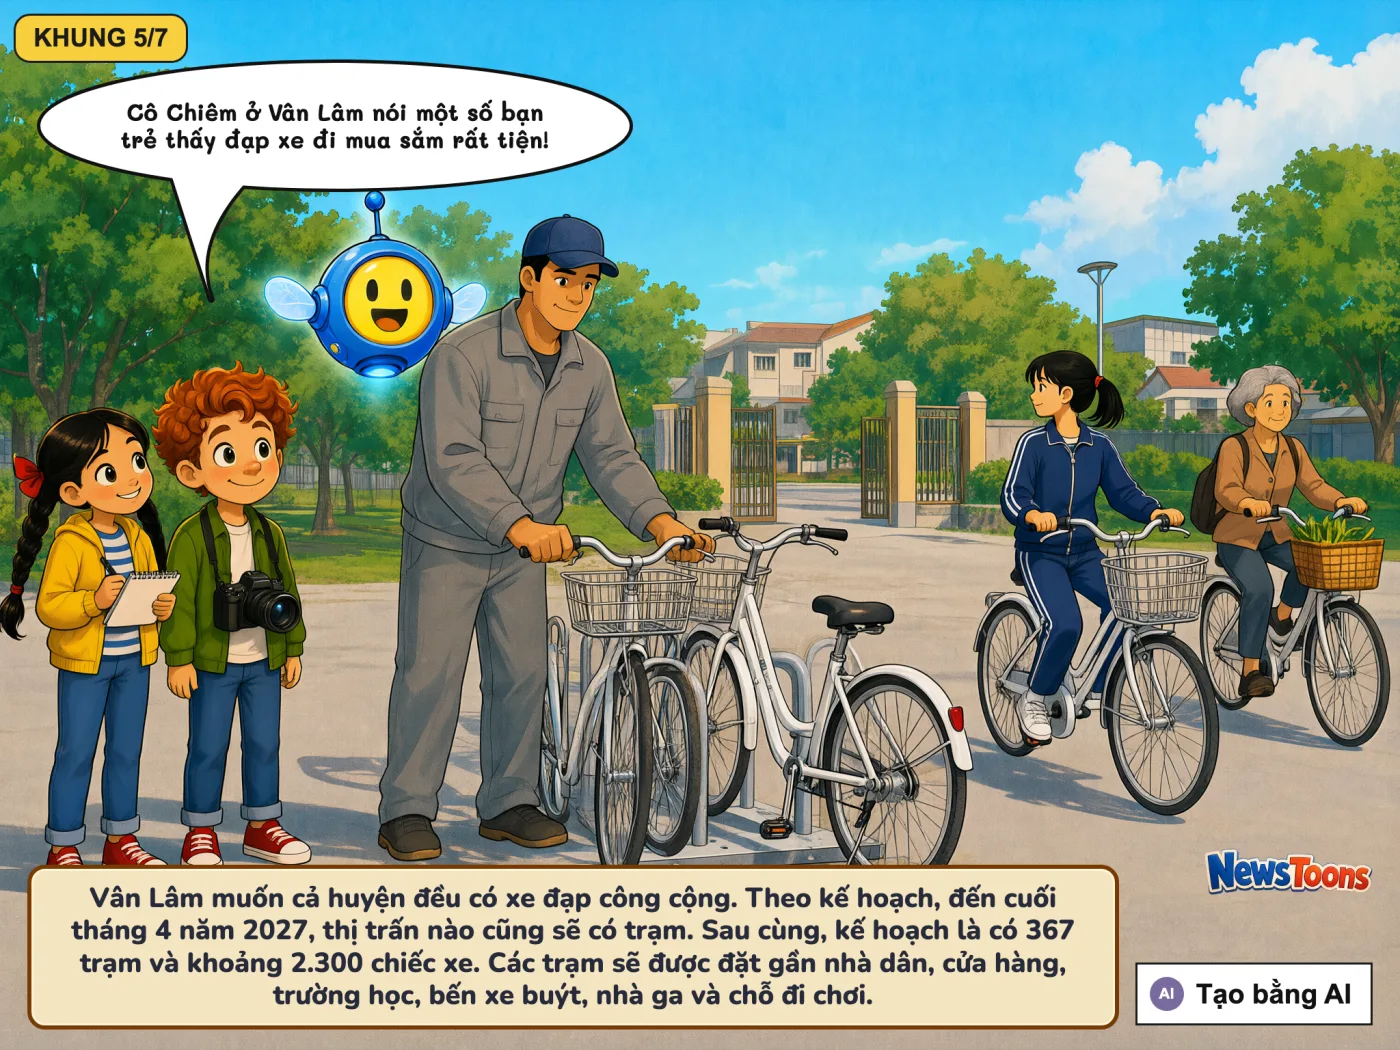 KHUNG 5/7
Cô Chiêm ở Vân Lâm nói một số bạn
trẻ thấy đạp xe đi mua sắm rất tiện!
Vân Lâm muốn cả huyện đều có xe đạp công cộng. Theo kế hoạch, đến cuối
tháng 4 năm 2027, thị trấn nào cũng sẽ có trạm. Sau cùng, kế hoạch là có 367
trạm và khoảng 2.300 chiếc xe. Các trạm sẽ được đặt gần nhà dân, cửa hàng,
trường học, bến xe buýt, nhà ga và chỗ đi chơi.
NewsToons
AI Tạo bằng AI